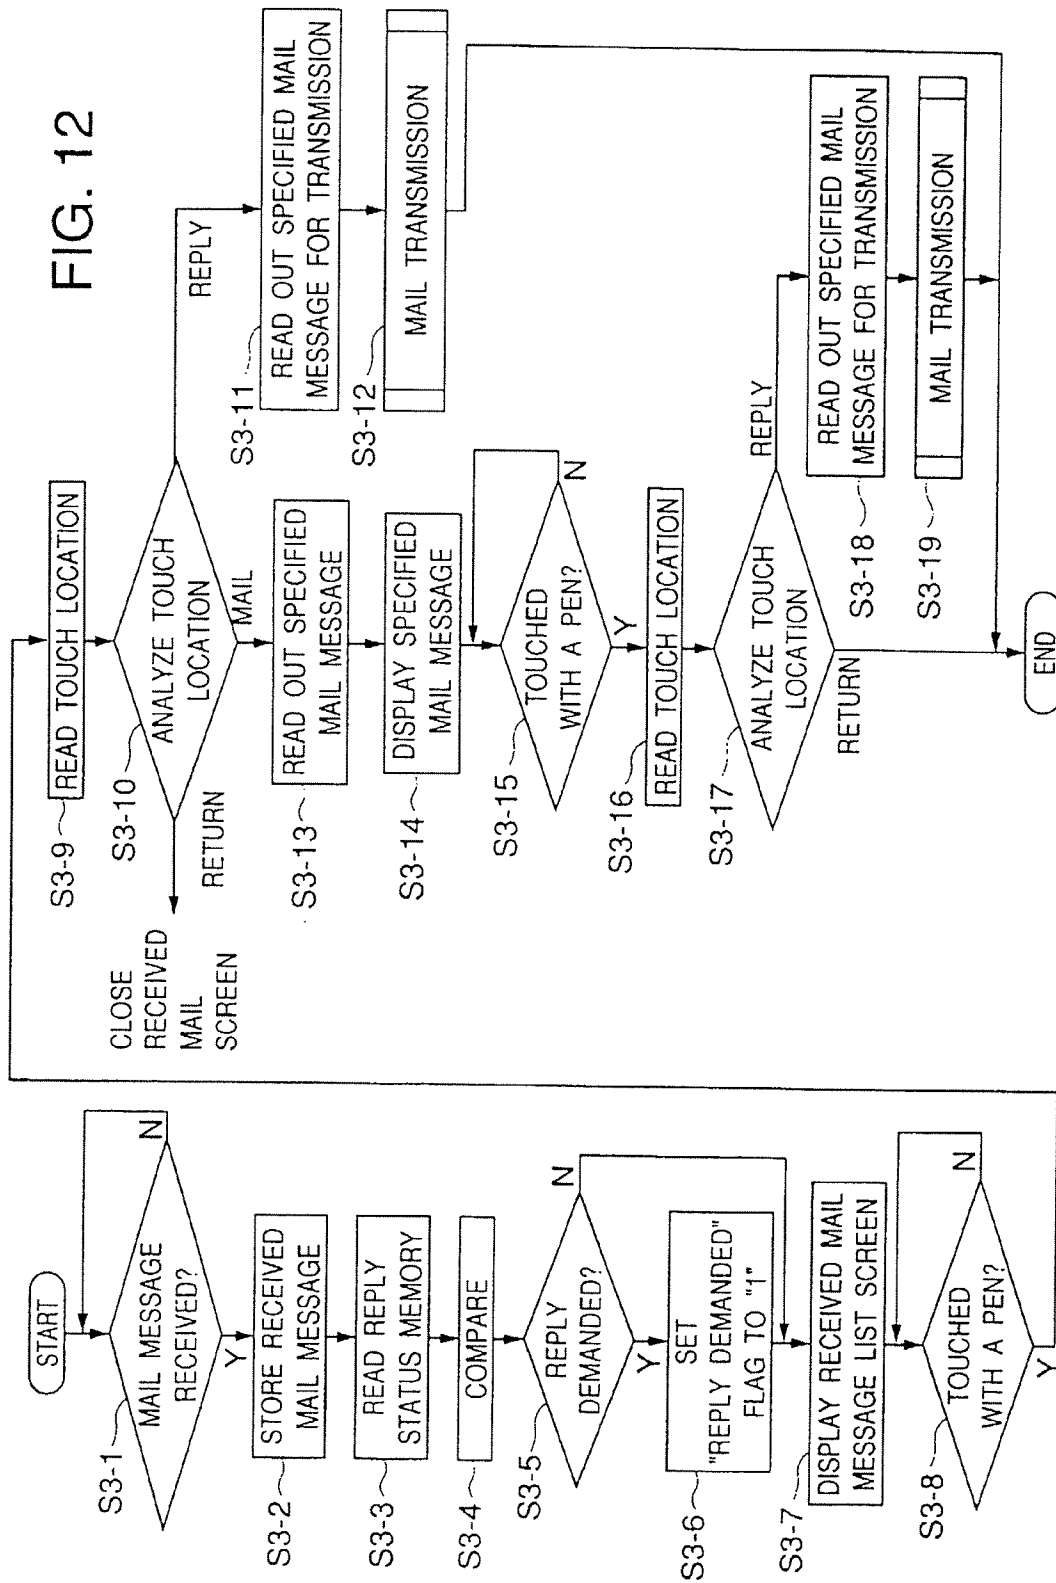 FIG. 12
START
S3-1
MAIL MESSAGE
RECEIVED?
N
Y
S3-2
STORE RECEIVED
MAIL MESSAGE
S3-3
READ REPLY
STATUS MEMORY
S3-4
COMPARE
S3-5
REPLY
DEMANDED?
N
Y
S3-6
SET
"REPLY DEMANDED"
FLAG TO "1"
S3-7
DISPLAY RECEIVED MAIL
MESSAGE LIST SCREEN
S3-8
TOUCHED
WITH A PEN?
N
Y
S3-9
READ TOUCH LOCATION
S3-10
ANALYZE TOUCH
LOCATION
RETURN
CLOSE
RECEIVED
MAIL
SCREEN
MAIL
REPLY
S3-11
READ OUT SPECIFIED MAIL
MESSAGE FOR TRANSMISSION
S3-12
MAIL TRANSMISSION
S3-13
READ OUT SPECIFIED
MAIL MESSAGE
S3-14
DISPLAY SPECIFIED
MAIL MESSAGE
S3-15
TOUCHED
WITH A PEN?
N
Y
S3-16
READ TOUCH LOCATION
S3-17
ANALYZE TOUCH
LOCATION
RETURN
REPLY
S3-18
READ OUT SPECIFIED MAIL
MESSAGE FOR TRANSMISSION
S3-19
MAIL TRANSMISSION
END